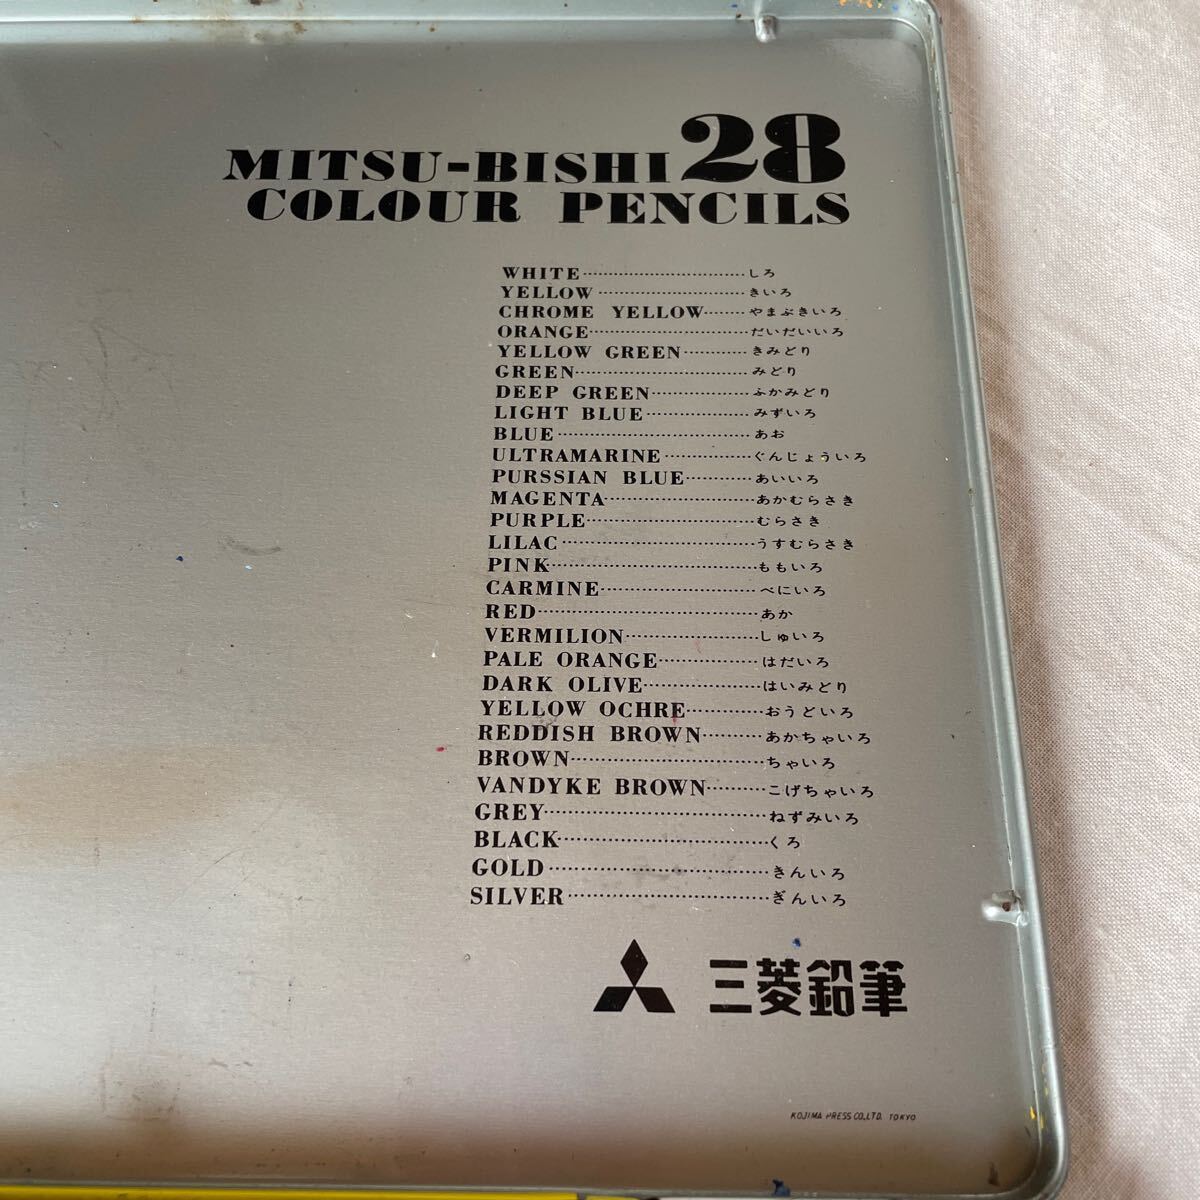 MITSU-BISHI 28
COLOUR PENCILS
WHITE しろ
YELLOW きいろ
CHROME YELLOW やまぶきいろ
ORANGE だいだいいろ
YELLOW GREEN きみどり
GREEN みどり
DEEP GREEN ふかみどり
LIGHT BLUE みずいろ
BLUE あお
ULTRAMARINE ぐんじょういろ
PURSSIAN BLUE あいいろ
MAGENTA あかむらさき
PURPLE むらさき
LILAC うすむらさき
PINK ももいろ
CARMINE べにいろ
RED あか
VERMILION しゅいろ
PALE ORANGE はだいろ
DARK OLIVE はいみどり
YELLOW OCHRE おうどいろ
REDDISH BROWN あかちゃいろ
BROWN ちゃいろ
VANDYKE BROWN こげちゃいろ
GREY ねずみいろ
BLACK くろ
GOLD きんいろ
SILVER ぎんいろ
三菱鉛筆
KOJIMA PRESS CO.,LTD. TOKYO